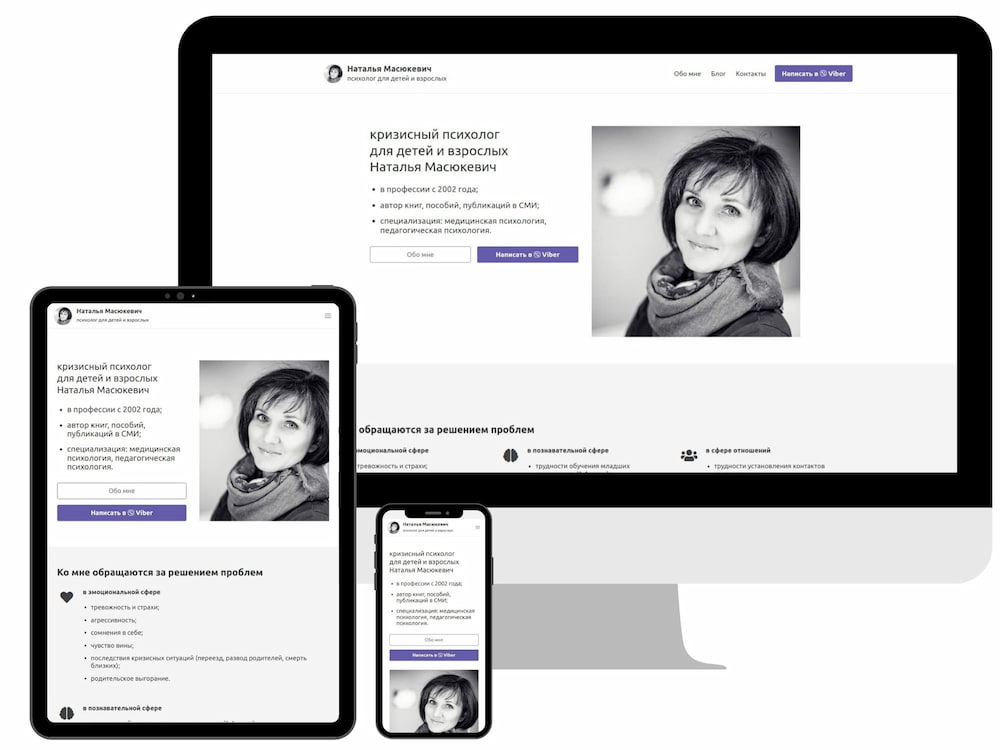 Наталья Масюкевич
психолог для детей и взрослых
Обо мне Блог Контакты Написать в Viber
кризисный психолог
для детей и взрослых
Наталья Масюкевич
• в профессии с 2002 года;
• автор книг, пособий, публикаций в СМИ;
• специализация: медицинская психология,
педагогическая психология.
Обо мне Написать в Viber
обращаются за решением проблем
эмоциональной сфере
тревожность и страхи;
в познавательной сфере
• трудности обучения младших
в сфере отношений
• трудности установления контактов
Наталья Масюкевич
психолог для детей и взрослых
кризисный психолог
для детей и взрослых
Наталья Масюкевич
• в профессии с 2002 года;
• автор книг, пособий,
публикаций в СМИ;
• специализация: медицинская
психология, педагогическая
психология.
Обо мне
Написать в Viber
Ко мне обращаются за решением проблем
в эмоциональной сфере
• тревожность и страхи;
• агрессивность;
• сомнения в себе;
• чувство вины;
• последствия кризисных ситуаций (переезд, развод родителей, смерть
близких);
• родительское выгорание.
в познавательной сфере
Наталья Масюкевич
психолог для детей и взрослых
кризисный психолог
для детей и взрослых
Наталья Масюкевич
• в профессии с 2002 года;
• автор книг, пособий,
публикаций в СМИ;
• специализация: медицинская
психология, педагогическая
психология.
Обо мне
Написать в Viber